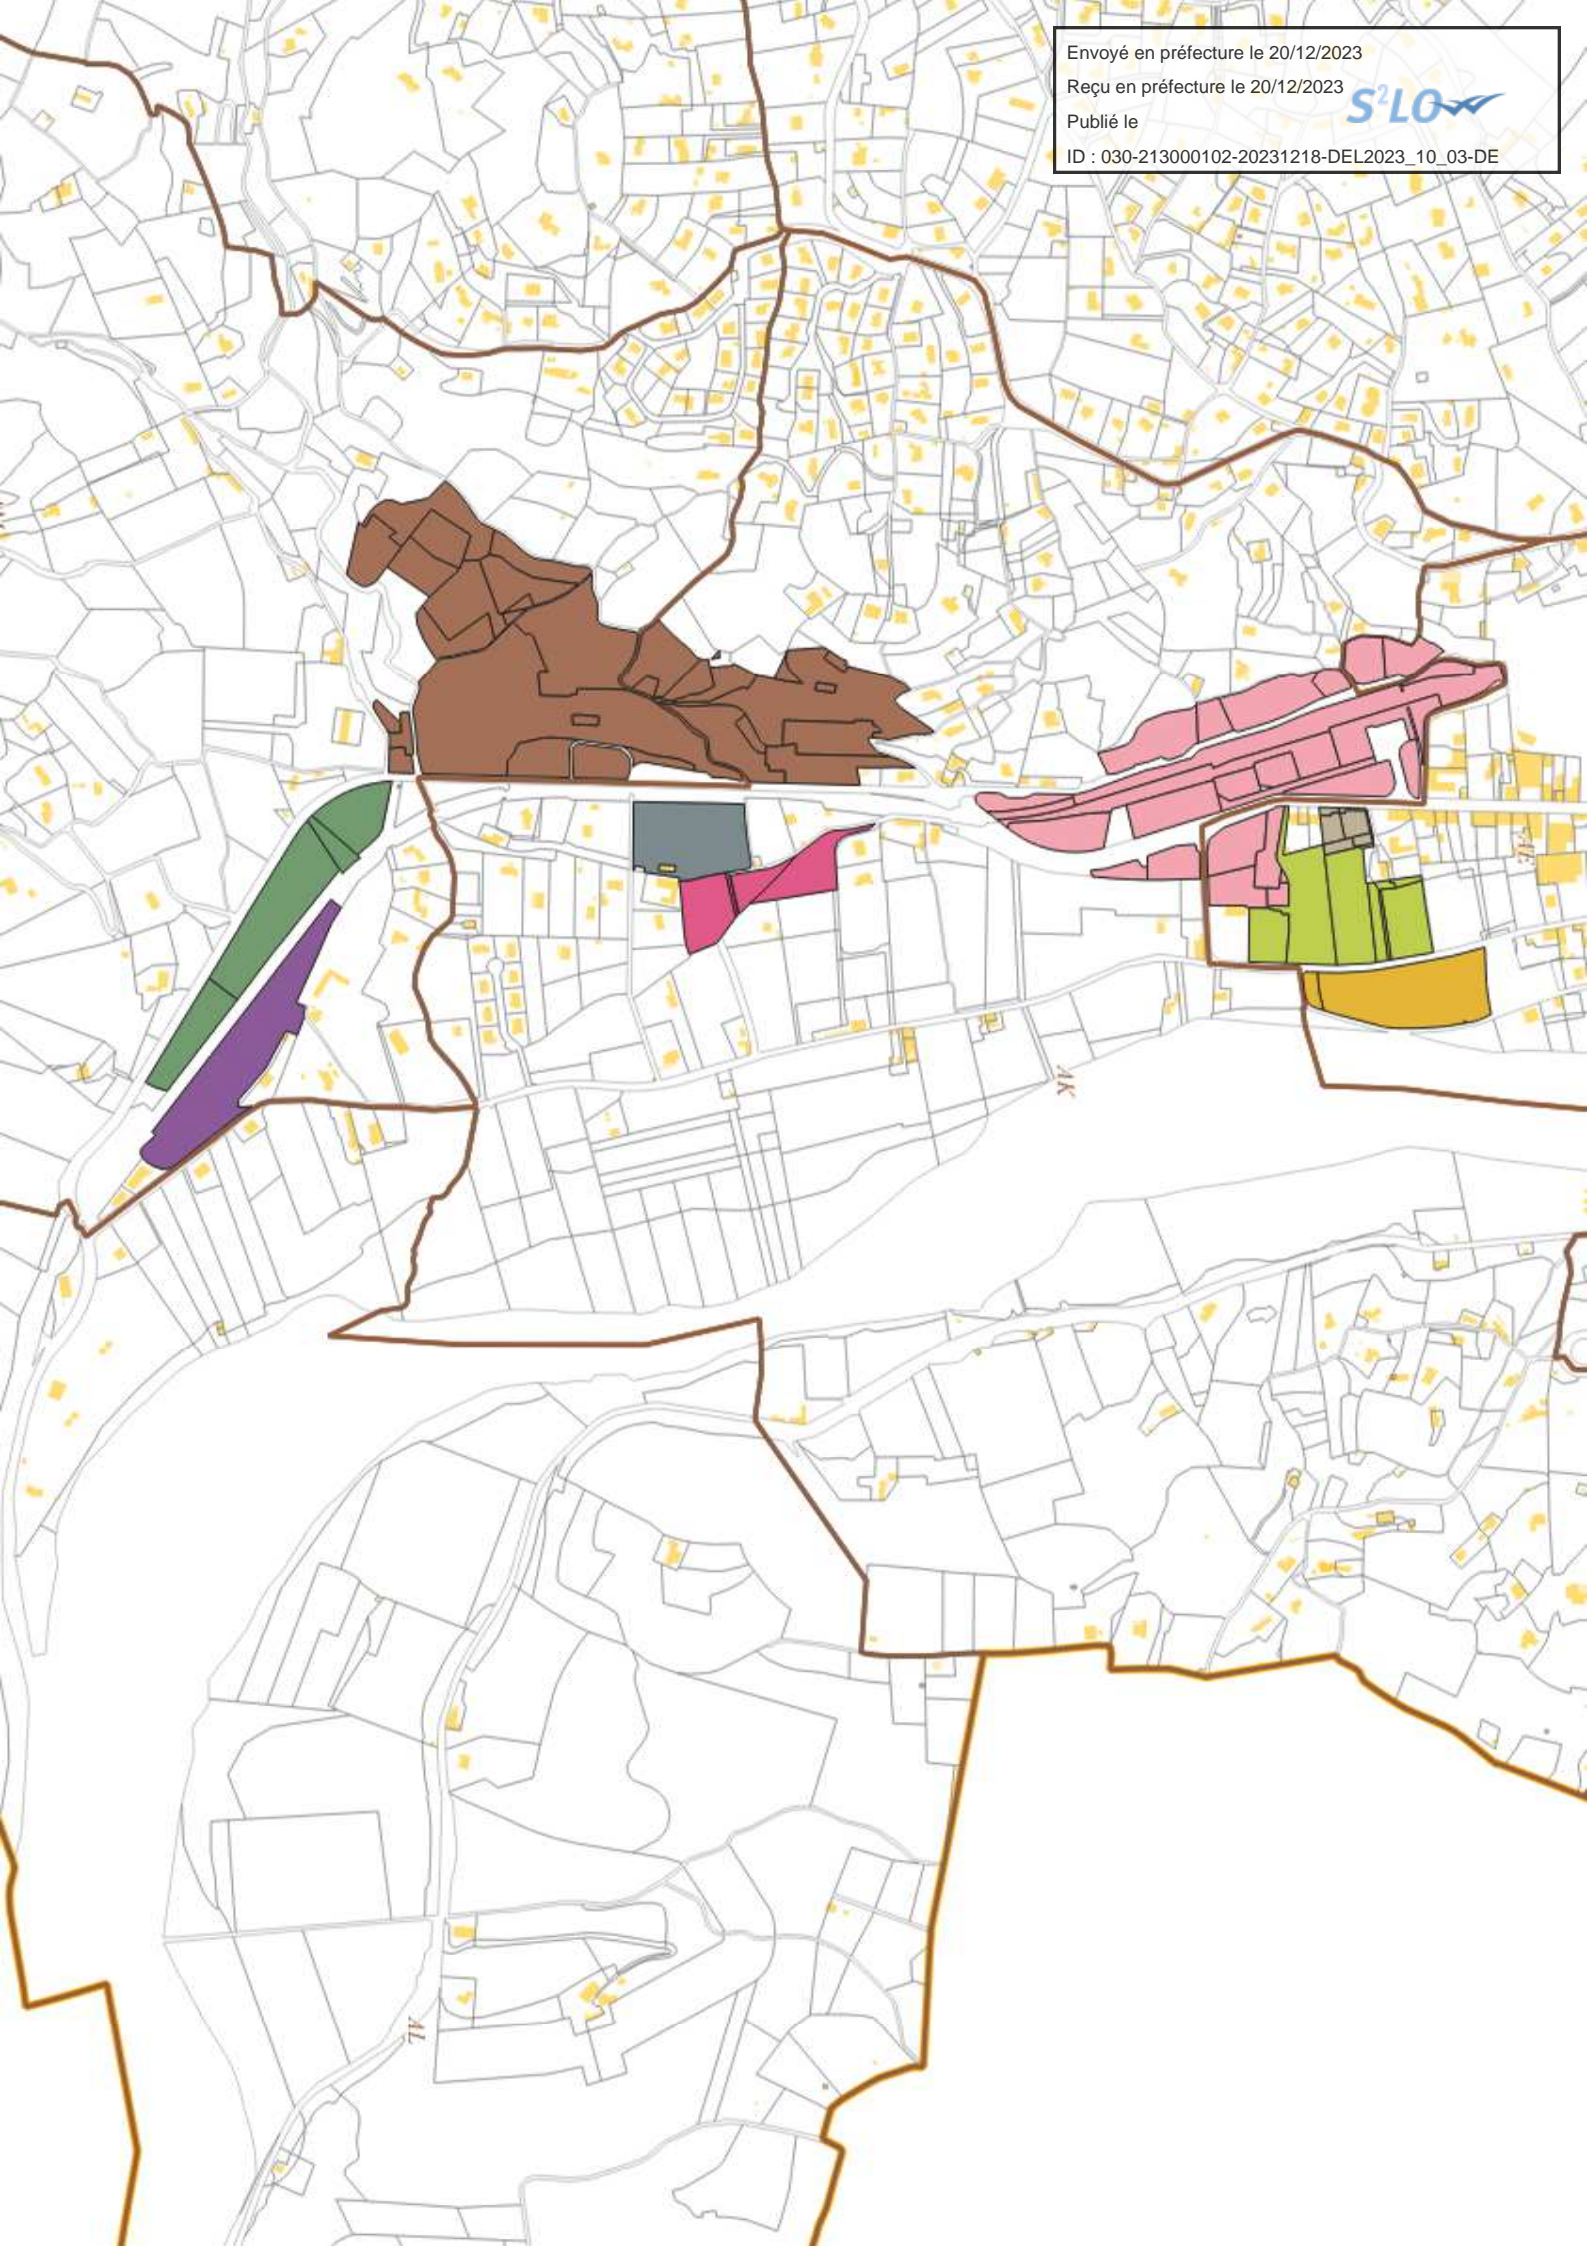 Envoyé en préfecture le 20/12/2023
Reçu en préfecture le 20/12/2023
S²LO
Publié le
ID : 030-213000102-20231218-DEL2023_10_03-DE
AE
AK
AL